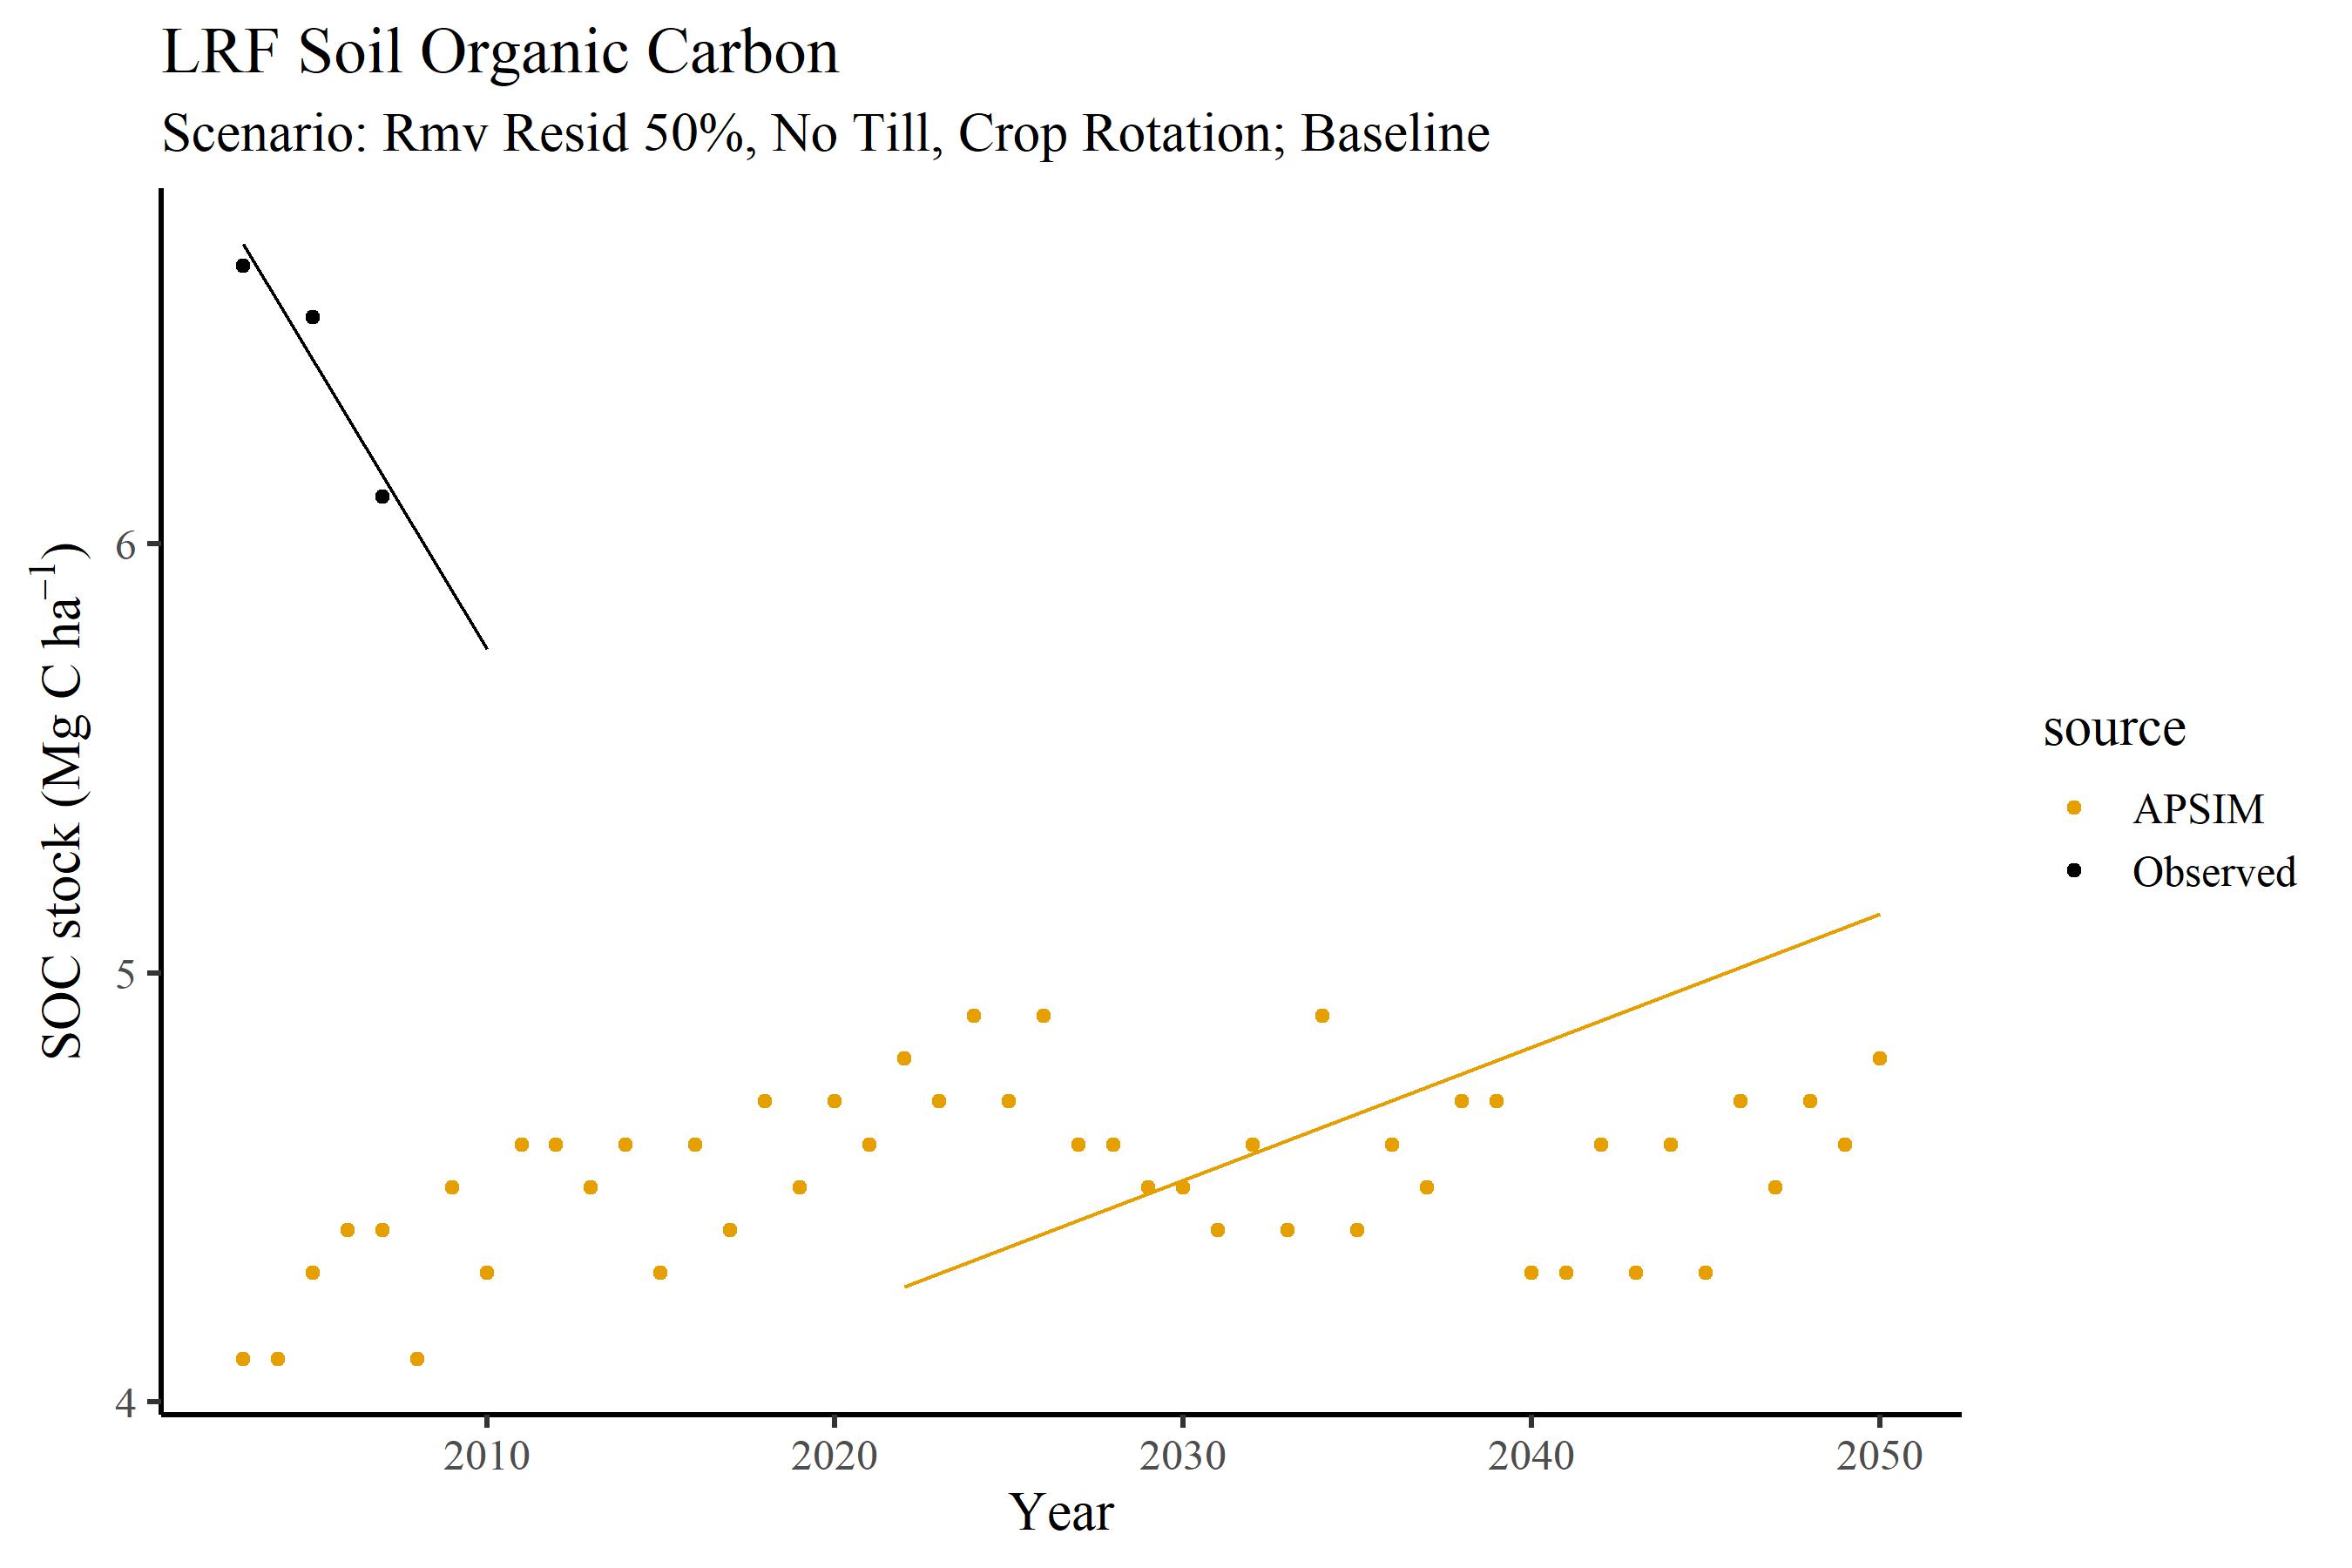 LRF Soil Organic Carbon
Scenario: Rmv Resid 50%, No Till, Crop Rotation; Baseline
SOC stock (Mg C ha⁻¹)
6
5
4
2010 2020 2030 2040 2050
Year
source
APSIM
Observed